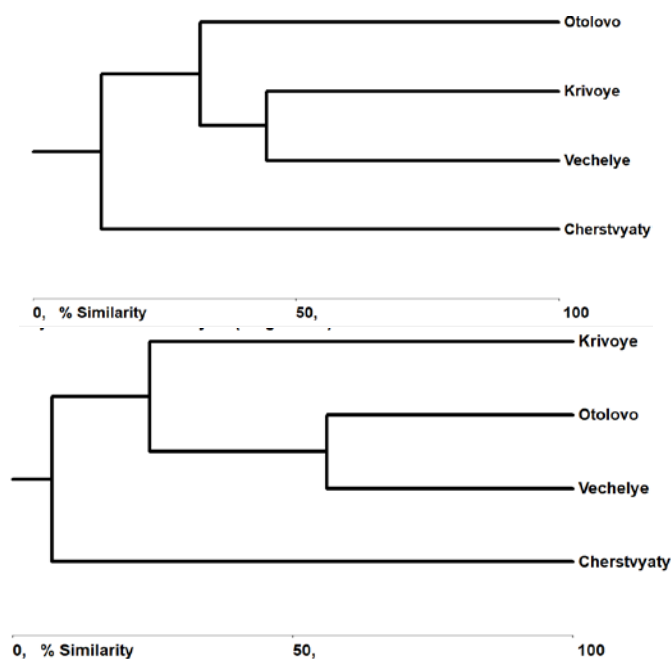 Otolovo
Krivoye
Vechelye
Cherstvyaty
0, % Similarity 50, 100
Krivoye
Otolovo
Vechelye
Cherstvyaty
0, % Similarity 50, 100